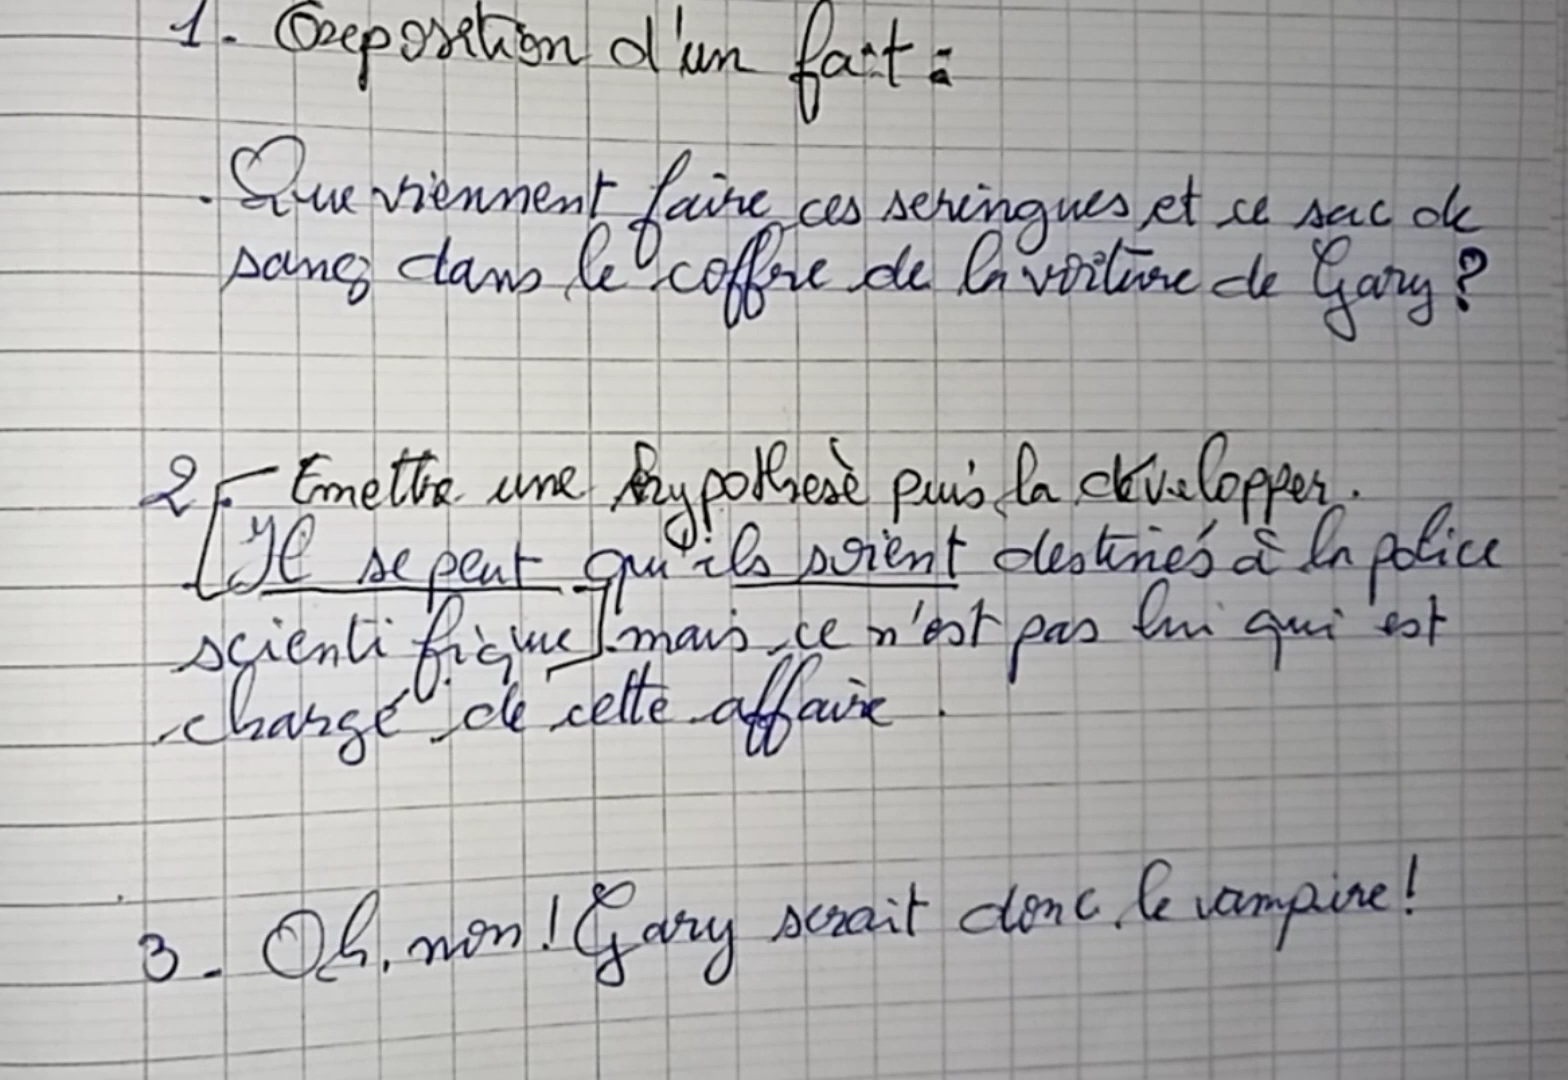 1. Exposition d'un fait :
. Que viennent faire ces seringues et ce sac de
sang dans le coffre de la voiture de Gary ?
2 - Emettre une hypothesè puis la développer.
[Il se peut qu'ils soient destinés à la police
scientifique] mais ce n'est pas lui qui est
chargé de cette affaire.
3. Oh, non ! Gary serait donc le vampire !